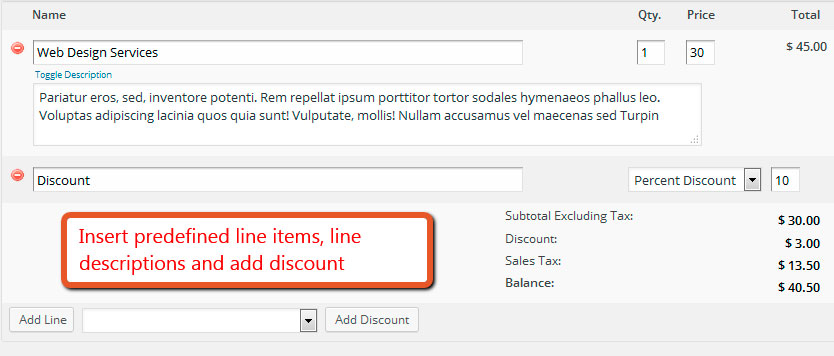 Name Qty. Price Total
Web Design Services 1 30 $ 45.00
Toggle Description
Pariatur eros, sed, inventore potenti. Rem repellat ipsum porttitor tortor sodales hymenaeos phallus leo.
Voluptas adipiscing lacinia quos quia sunt! Vulputate, mollis! Nullam accusamus vel maecenas sed Turpin
Discount Percent Discount 10
Insert predefined line items, line
descriptions and add discount
Subtotal Excluding Tax: $ 30.00
Discount: $ 3.00
Sales Tax: $ 13.50
Balance: $ 40.50
Add Line Add Discount